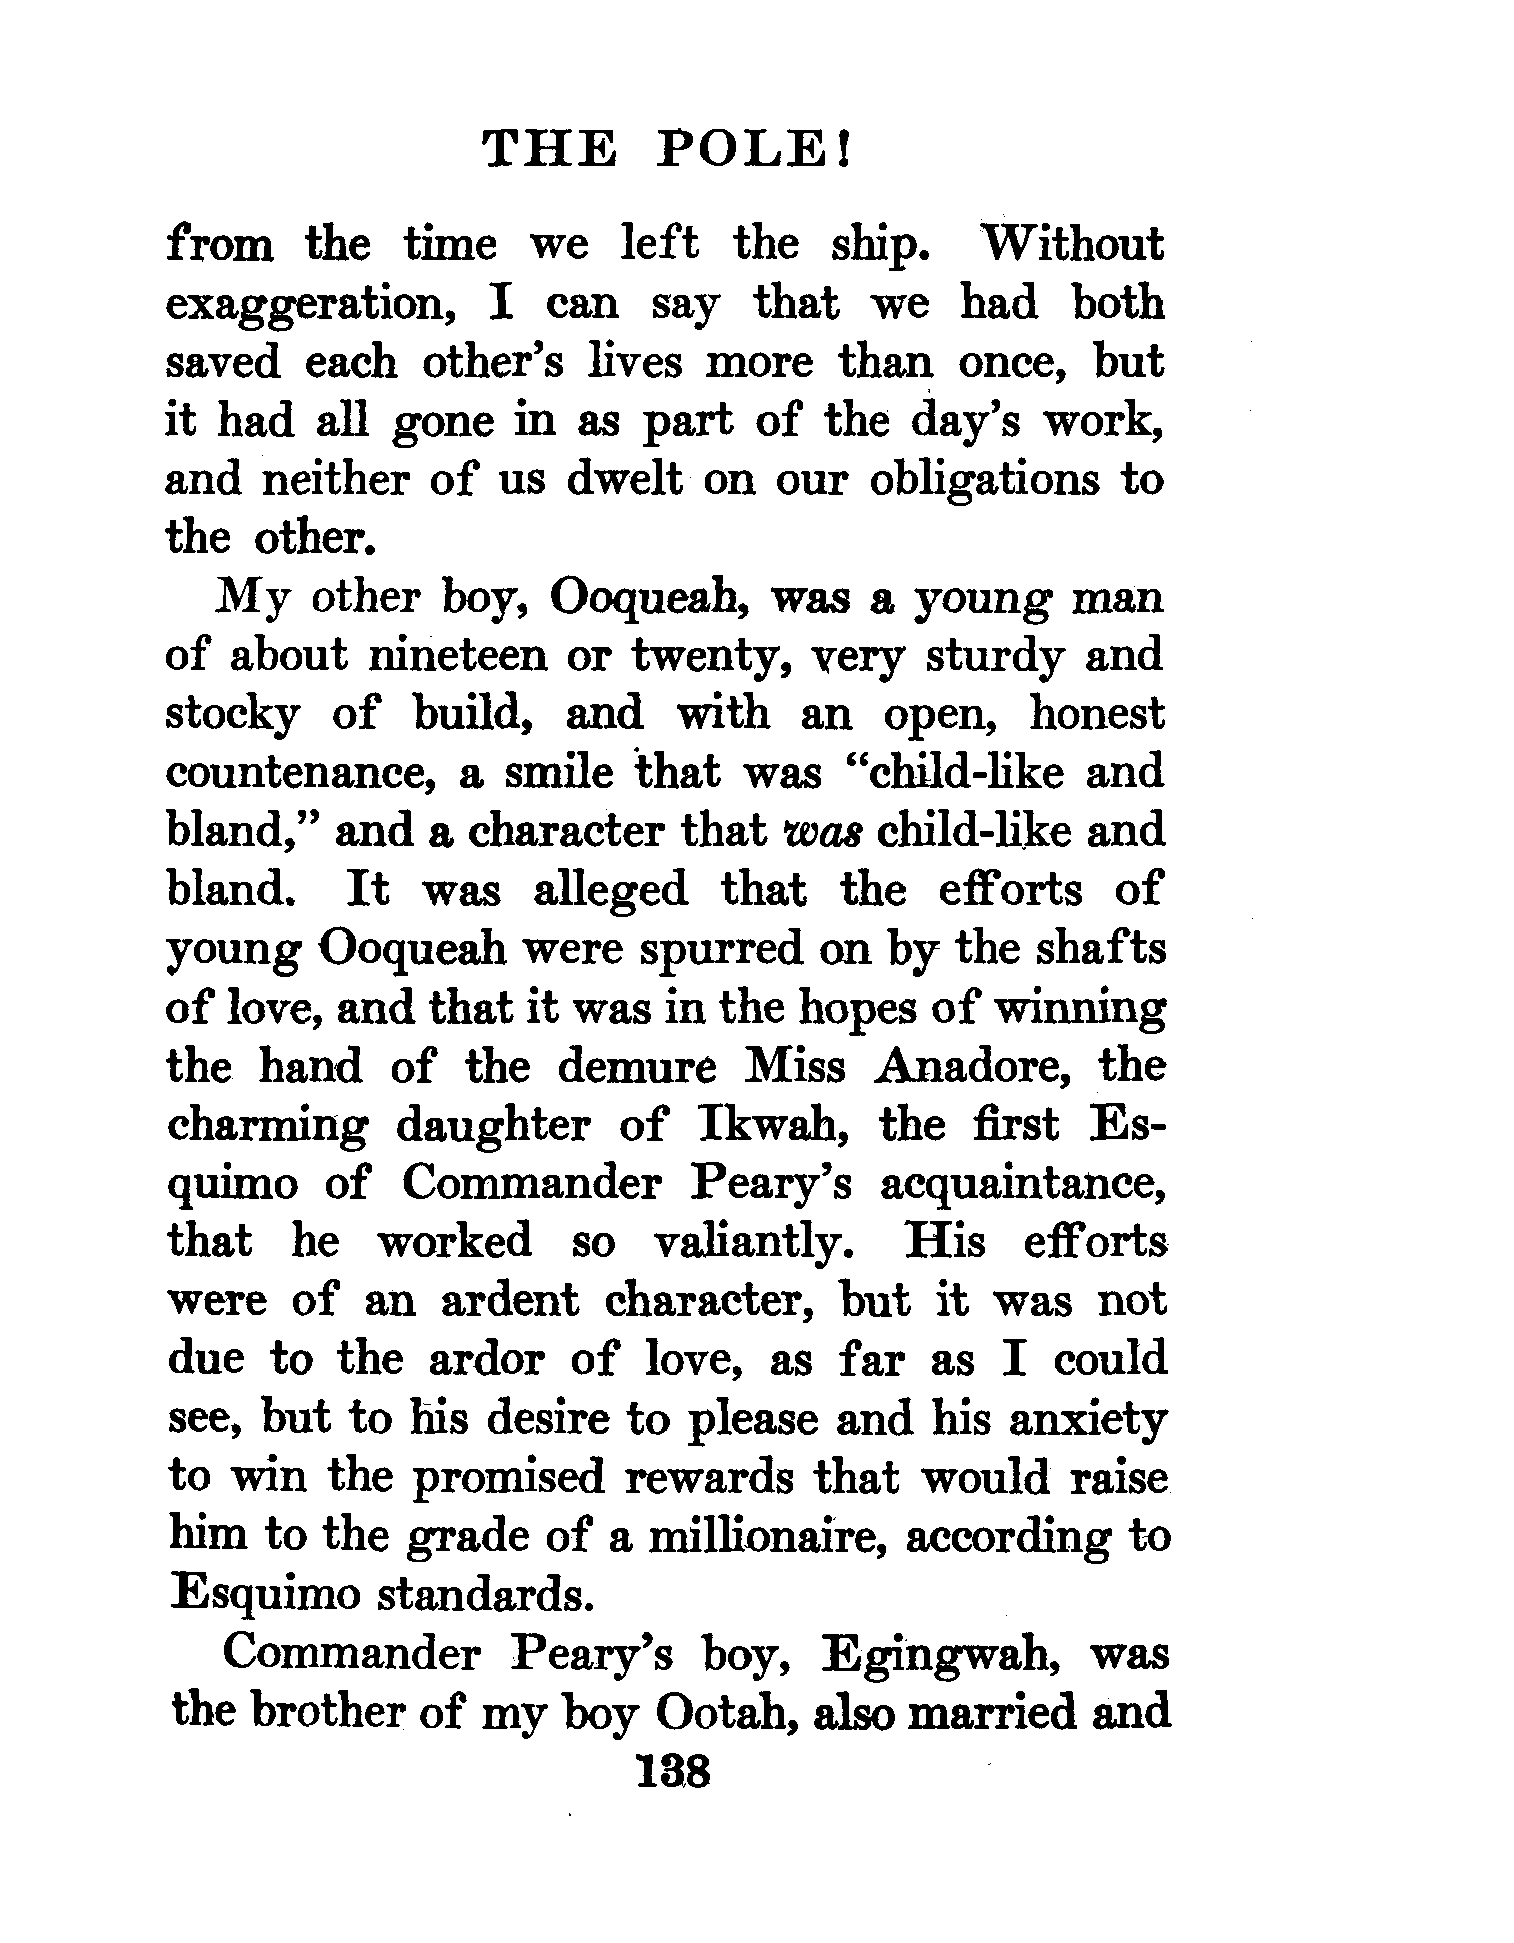 THE POLE!
from the time we left the ship. Without
exaggeration, I can say that we had both
saved each other's lives more than once, but
it had all gone in as part of the day's work,
and neither of us dwelt on our obligations to
the other.
My other boy, Ooqueah, was a young man
of about nineteen or twenty, very sturdy and
stocky of build, and with an open, honest
countenance, a smile that was "child-like and
bland," and a character that was child-like and
bland. It was alleged that the efforts of
young Ooqueah were spurred on by the shafts
of love, and that it was in the hopes of winning
the hand of the demure Miss Anadore, the
charming daughter of Ikwah, the first Es-
quimo of Commander Peary's acquaintance,
that he worked so valiantly. His efforts
were of an ardent character, but it was not
due to the ardor of love, as far as I could
see, but to his desire to please and his anxiety
to win the promised rewards that would raise
him to the grade of a millionaire, according to
Esquimo standards.
Commander Peary's boy, Egingwah, was
the brother of my boy Ootah, also married and
138